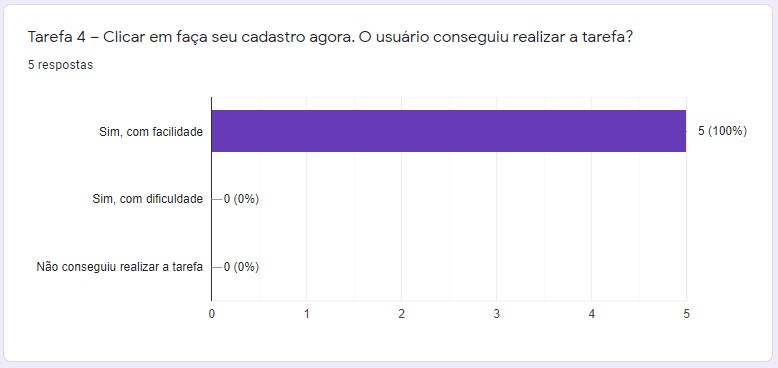 Tarefa 4 – Clicar em faça seu cadastro agora. O usuário conseguiu realizar a tarefa?
5 respostas
Sim, com facilidade
5 (100%)
Sim, com dificuldade
0 (0%)
Não conseguiu realizar a tarefa
0 (0%)
0 1 2 3 4 5